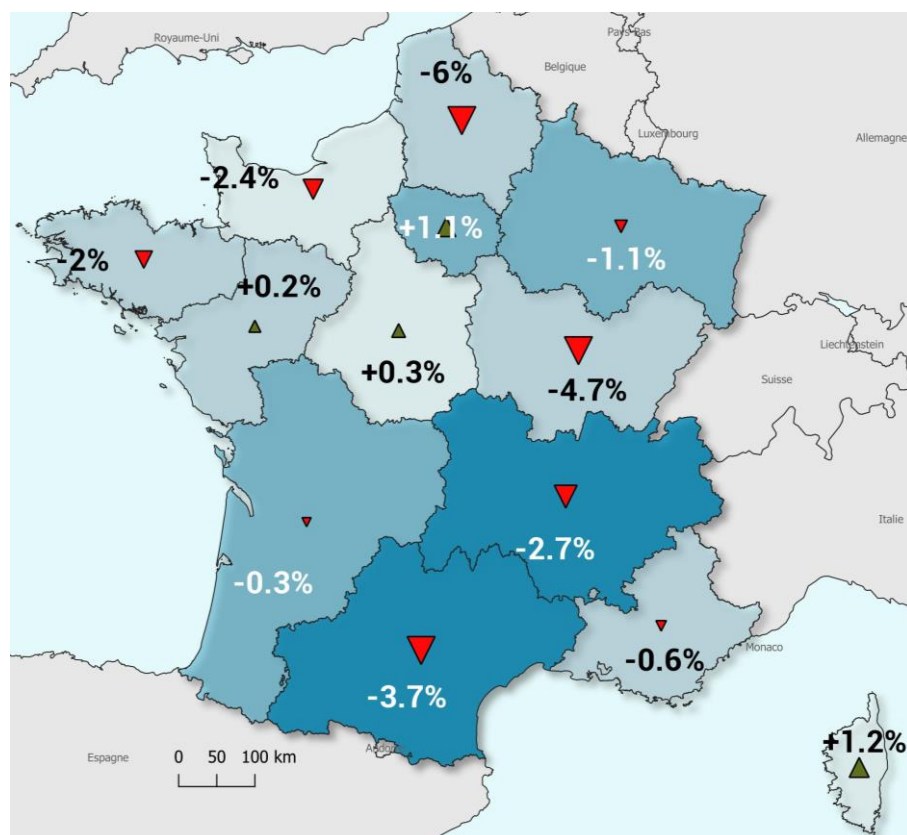 Royaume-Uni
Pays-Bas
Belgique
-6%
Luxembourg
Allemagne
-2.4%
+1.1%
-1.1%
-2%
+0.2%
Liechtenstein
+0.3%
-4.7%
Suisse
Italie
-2.7%
-0.3%
-0.6%
Monaco
-3.7%
+1.2%
Espagne
0 50 100 km